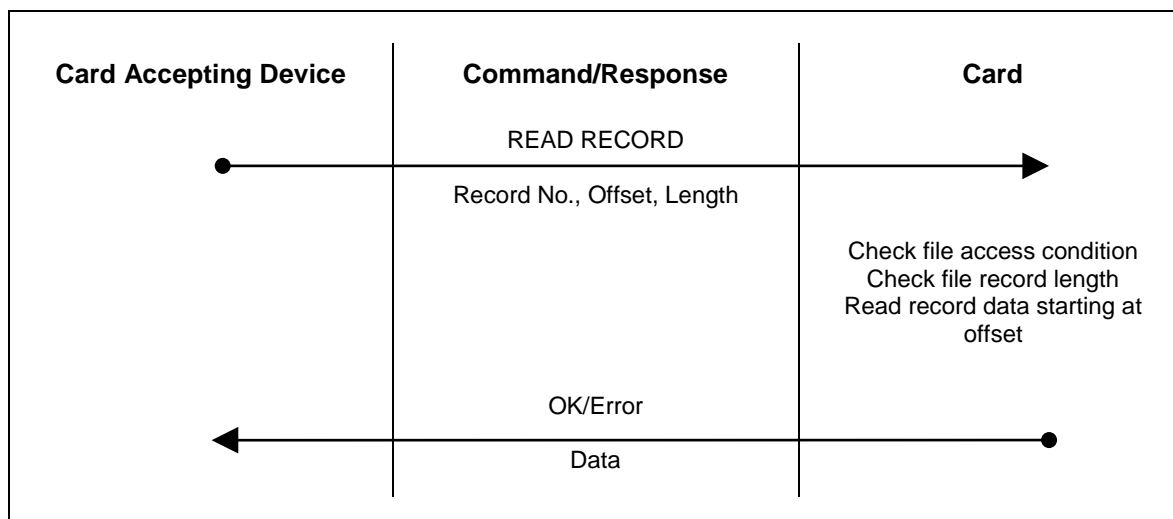 Card Accepting Device
Command/Response
Card
READ RECORD
Record No., Offset, Length
Check file access condition
Check file record length
Read record data starting at
offset
OK/Error
Data